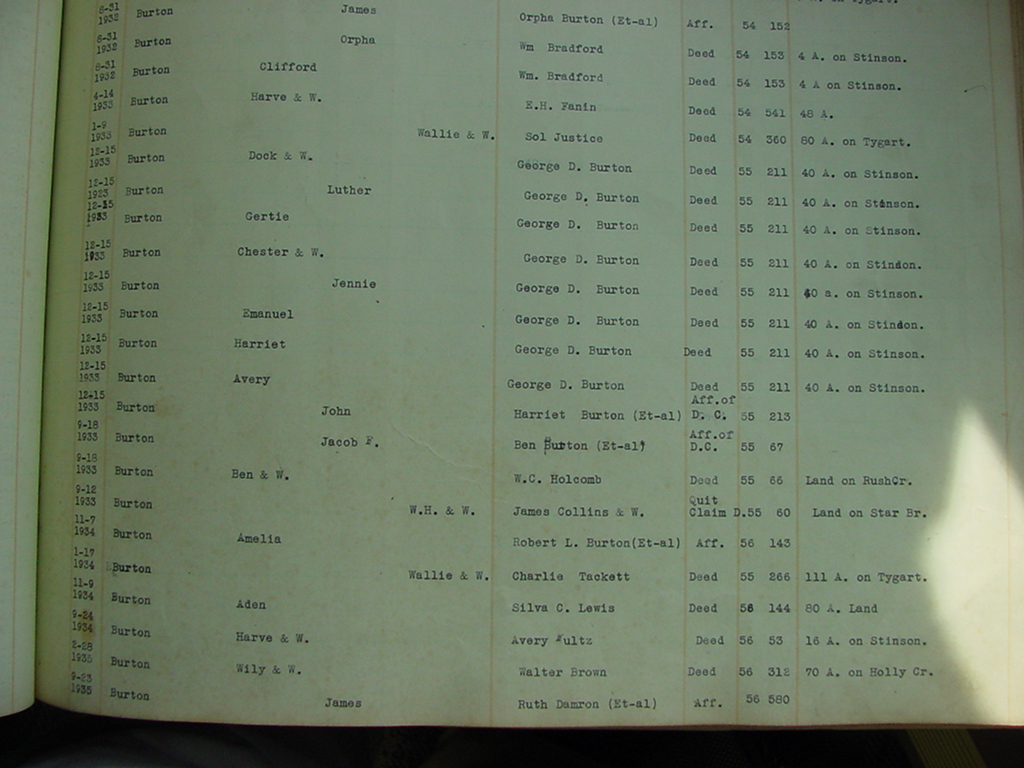 8-31 1932 Burton James Orpha Burton (Et-al) Aff. 54 152
8-31 1932 Burton Orpha Wm Bradford Deed 54 153 4 A. on Stinson.
8-31 1932 Burton Clifford Wm. Bradford Deed 54 153 4 A on Stinson.
4-14 1933 Burton Harve & W. E.H. Fanin Deed 54 541 48 A.
1-9 1933 Burton Wallie & W. Sol Justice Deed 54 360 80 A. on Tygart.
12-15 1933 Burton Dock & W. George D. Burton Deed 55 211 40 A. on Stinson.
12-15 1933 Burton Luther George D. Burton Deed 55 211 40 A. on Stinson.
12-15 1933 Burton Gertie George D. Burton Deed 55 211 40 A. on Stinson.
12-15 1933 Burton Chester & W. George D. Burton Deed 55 211 40 A. on Stinson.
12-15 1933 Burton Jennie George D. Burton Deed 55 211 40 a. on Stinson.
12-15 1933 Burton Emanuel George D. Burton Deed 55 211 40 A. on Stinson.
12-15 1933 Burton Harriet George D. Burton Deed 55 211 40 A. on Stinson.
12-15 1933 Burton Avery George D. Burton Deed 55 211 40 A. on Stinson.
12-15 1933 Burton John Harriet Burton (Et-al) Aff.of D. C. 55 213
9-18 1933 Burton Jacob F. Ben Burton (Et-al) Aff.of D.C. 55 67
9-18 1933 Burton Ben & W. W.C. Holcomb Deed 55 66 Land on RushCr.
9-12 1933 Burton W.H. & W. James Collins & W. Quit Claim D. 55 60 Land on Star Br.
11-7 1934 Burton Amelia Robert L. Burton(Et-al) Aff. 56 143
1-17 1934 Burton Wallie & W. Charlie Tackett Deed 55 266 111 A. on Tygart.
11-9 1934 Burton Aden Silva C. Lewis Deed 56 144 80 A. Land
9-24 1934 Burton Harve & W. Avery Deed 56 53 16 A. on Stinson.
2-28 1935 Burton Wily & W. Walter Brown Deed 56 312 70 A. on Holly Cr.
9-23 1935 Burton James Ruth Damron (Et-al) Aff. 56 580